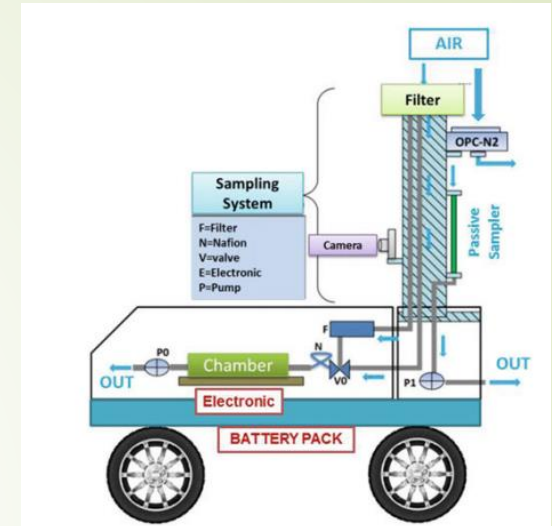 AIR
Filter
OPC-N2
Sampling
System
F=Filter
N=Nafion
V=valve
E=Electronic
P=Pump
Camera
Passive
Sampler
F
N
P0
Chamber
V0
P1
OUT
OUT
Electronic
BATTERY PACK